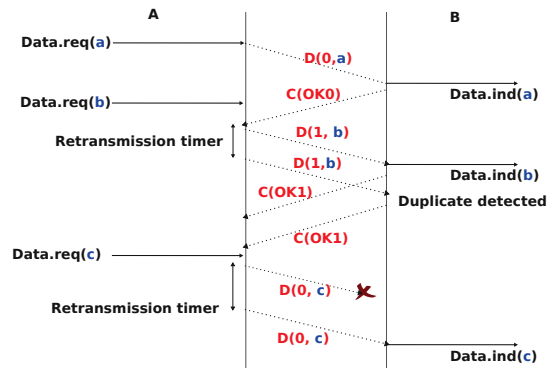 A
B
Data.req(a)
D(0,a)
Data.ind(a)
C(OK0)
Data.req(b)
D(1, b)
Retransmission timer
D(1,b)
Data.ind(b)
C(OK1)
Duplicate detected
C(OK1)
Data.req(c)
D(0, c)
Retransmission timer
D(0, c)
Data.ind(c)